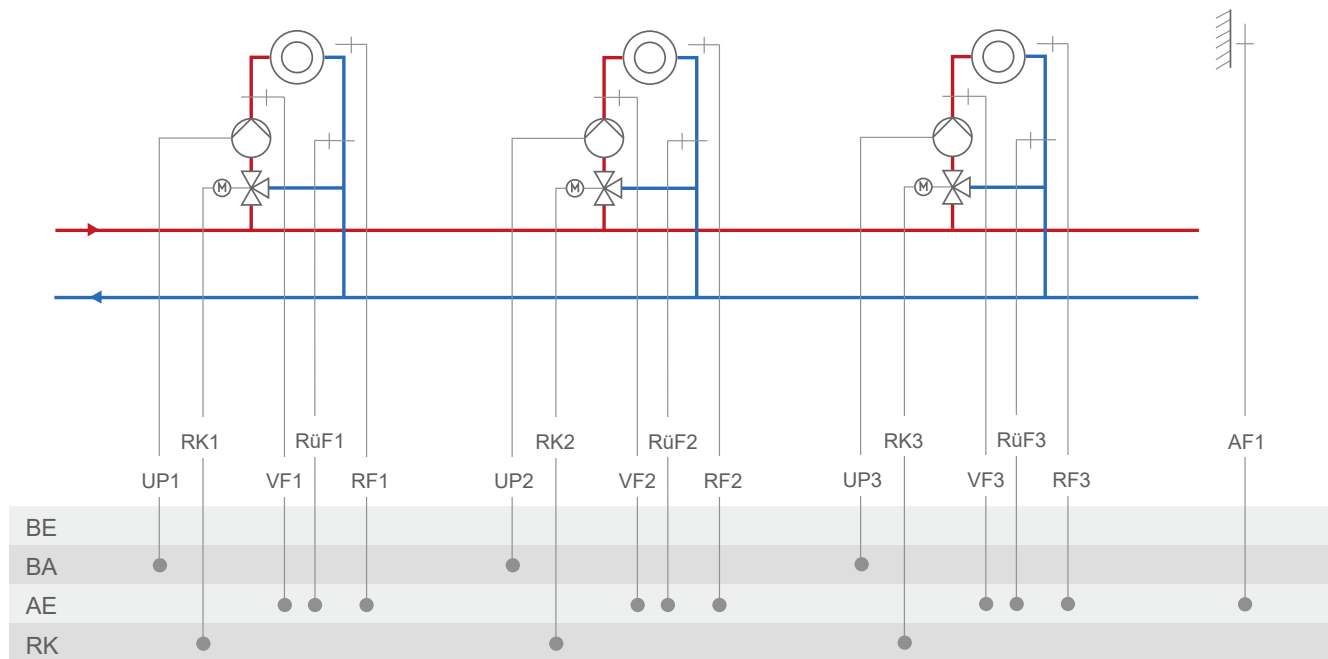 M M M
RK1 RüF1 RK2 RüF2 RK3 RüF3 AF1
UP1 VF1 RF1 UP2 VF2 RF2 UP3 VF3 RF3
BE
BA
AE
RK